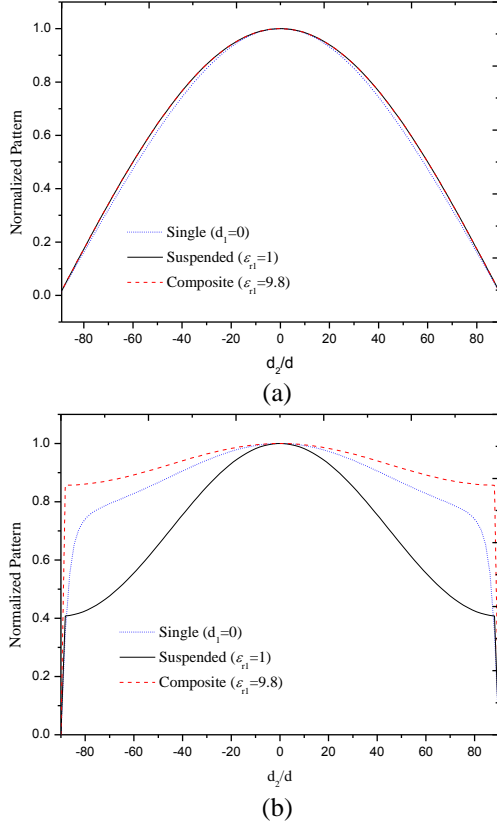 1.0
0.8
0.6
0.4
0.2
0.0
Normalized Pattern
Single (d₁=0)
Suspended (εᵣ₁=1)
Composite (εᵣ₁=9.8)
-80 -60 -40 -20 0 20 40 60 80
d₂/d
(a)
1.0
0.8
0.6
0.4
0.2
0.0
Normalized Pattern
Single (d₁=0)
Suspended (εᵣ₁=1)
Composite (εᵣ₁=9.8)
-80 -60 -40 -20 0 20 40 60 80
d₂/d
(b)